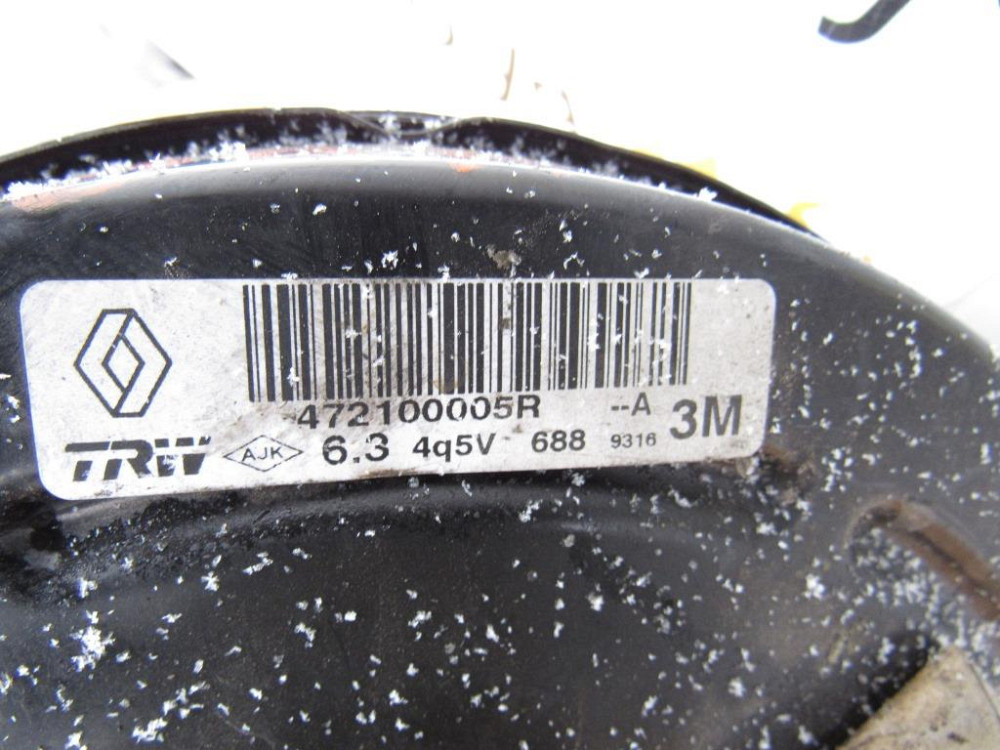 472100005R --A 3M
TRW AJK 6.3 4q5V 688 9316